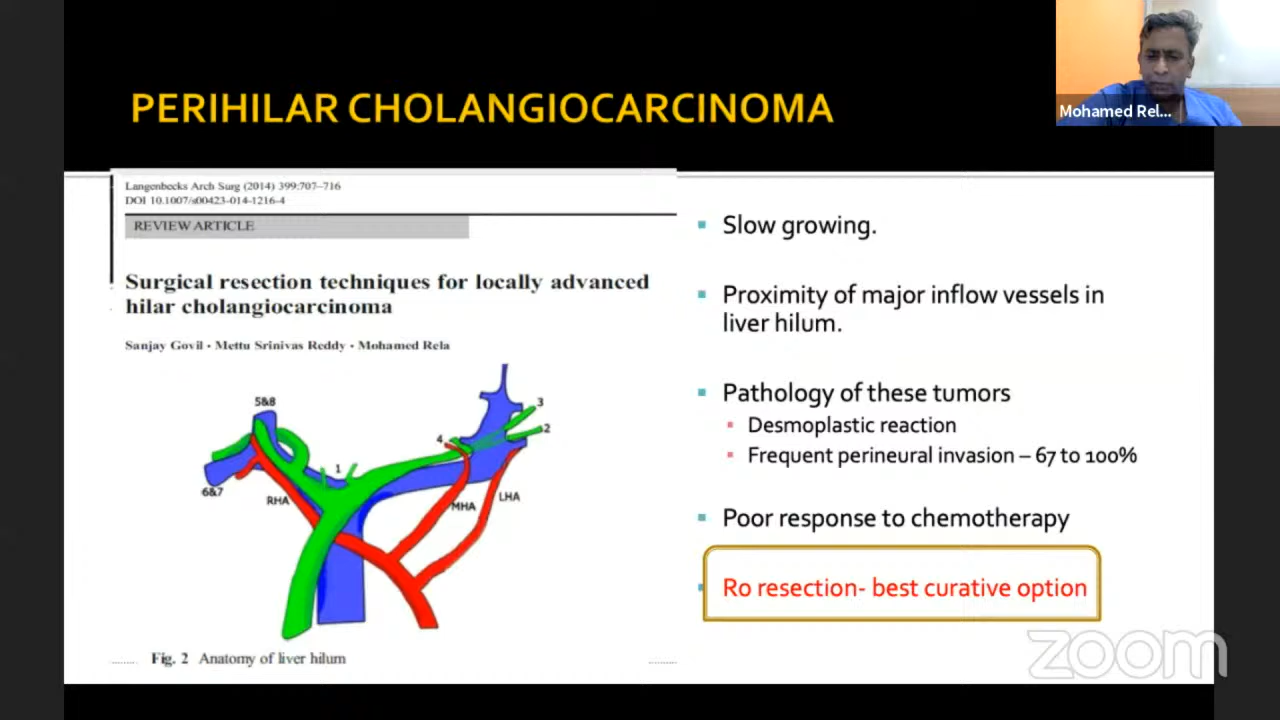 PERIHILAR CHOLANGIOCARCINOMA
Mohamed Rel...
Langenbecks Arch Surg (2014) 399:707–716
DOI 10.1007/s00423-014-1216-4
REVIEW ARTICLE
Surgical resection techniques for locally advanced
hilar cholangiocarcinoma
Sanjay Govil · Mettu Srinivas Reddy · Mohamed Rela
5&8
3
4
2
1
6&7
RHA
LHA
MHA
Fig. 2 Anatomy of liver hilum
Slow growing.
Proximity of major inflow vessels in
liver hilum.
Pathology of these tumors
Desmoplastic reaction
Frequent perineural invasion – 67 to 100%
Poor response to chemotherapy
R0 resection- best curative option
zoom